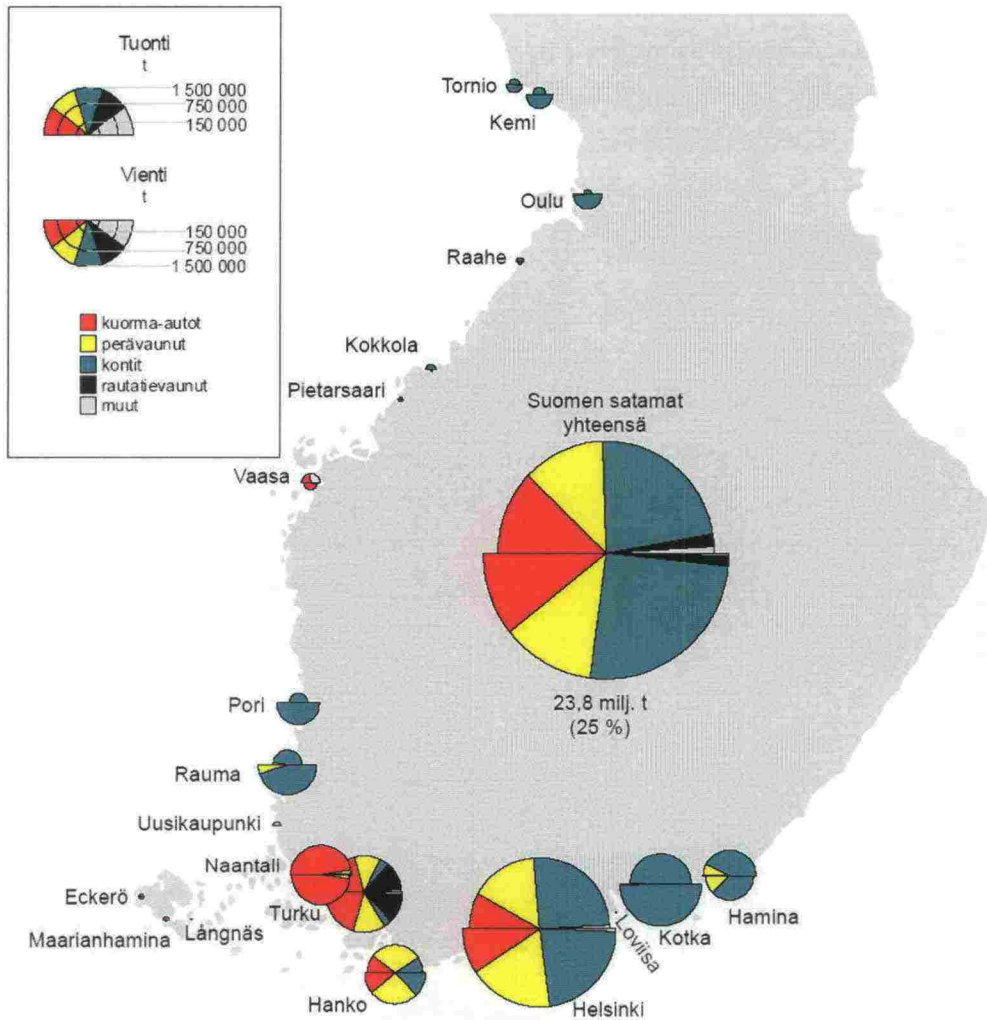 Tuonti
t
1 500 000
750 000
150 000
Vienti
t
150 000
750 000
1 500 000
kuorma-autot
perävaunut
kontit
rautatievaunut
muut
Tornio
Kemi
Oulu
Raahe
Kokkola
Pietarsaari
Vaasa
Suomen satamat
yhteensä
23,8 milj. t
(25 %)
Pori
Rauma
Uusikaupunki
Naantali
Eckerö
Turku
Maarianhamina
Långnäs
Hanko
Helsinki
Loviisa
Kotka
Hamina